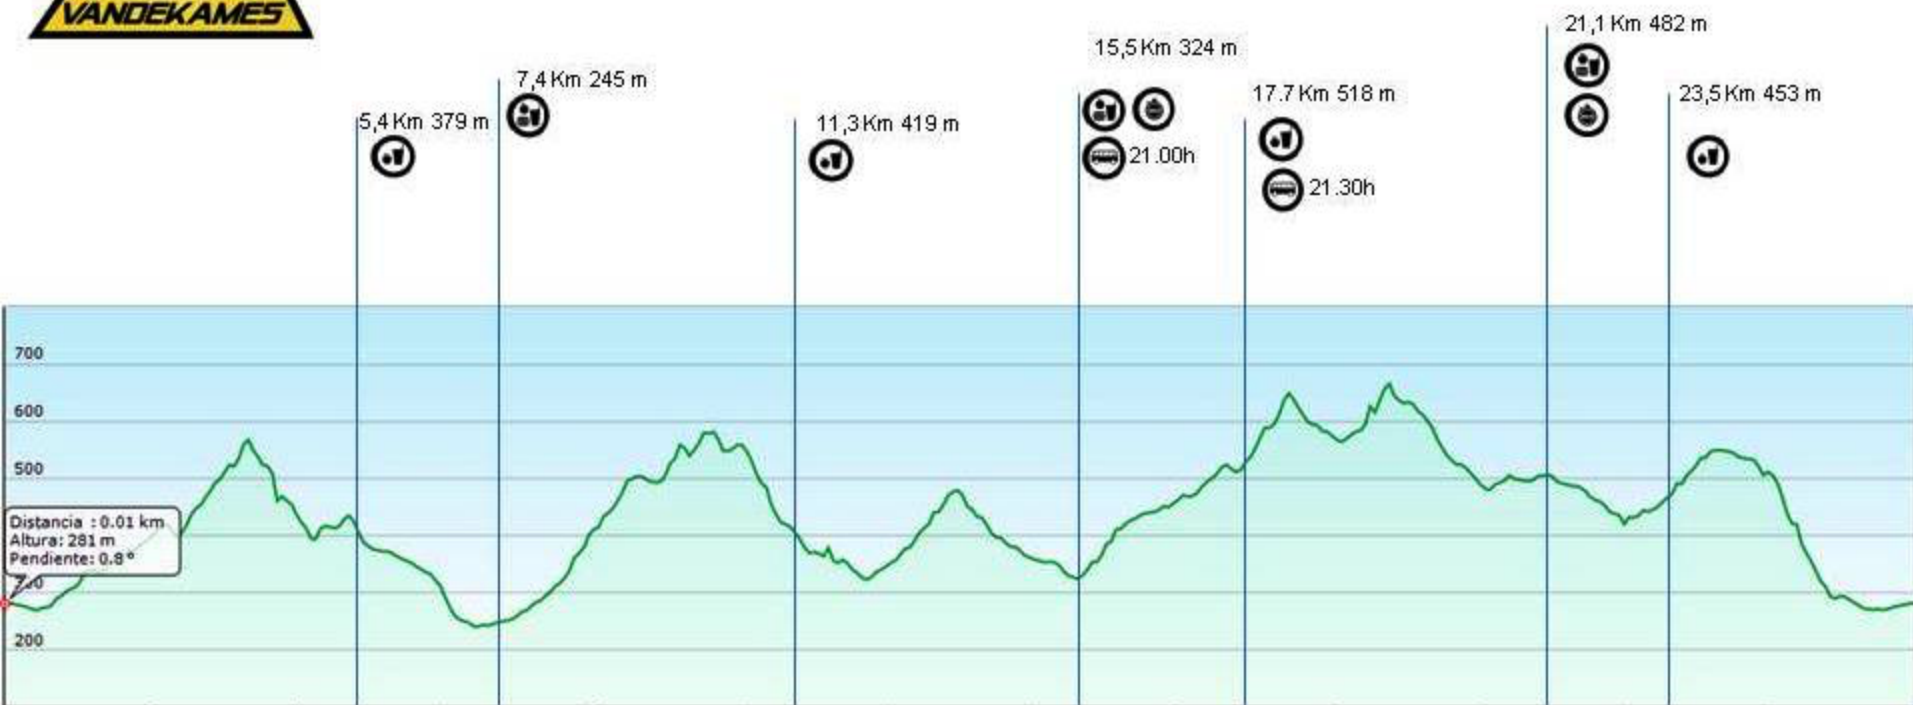 VANDEKAMES
5,4 Km 379 m
7,4 Km 245 m
11,3 Km 419 m
15,5 Km 324 m
21.00h
17.7 Km 518 m
21.30h
21,1 Km 482 m
23,5 Km 453 m
700
600
500
Distancia : 0.01 km
Altura: 281 m
Pendiente: 0.8°
200